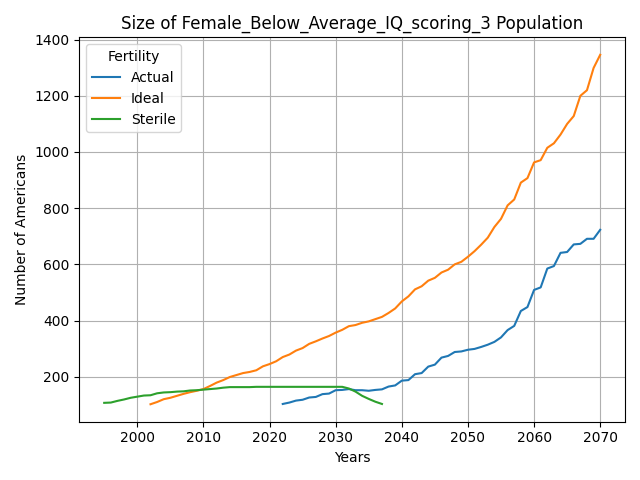 Size of Female_Below_Average_IQ_scoring_3 Population
Number of Americans
1400
1200
1000
800
600
400
200
Fertility
Actual
Ideal
Sterile
2000 2010 2020 2030 2040 2050 2060 2070
Years